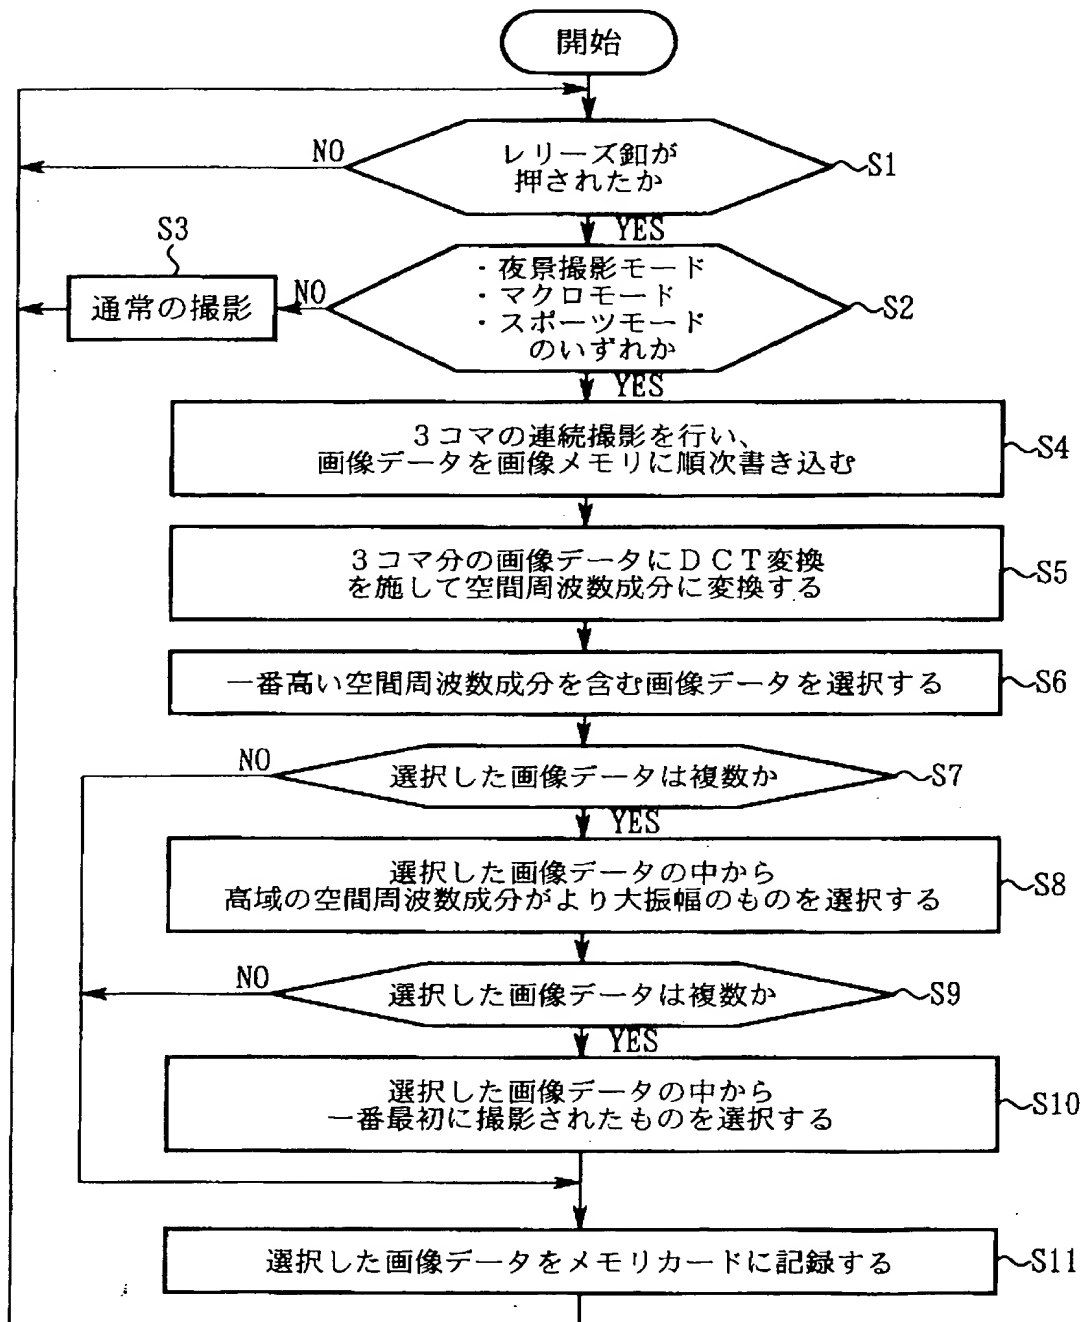 開始
レリーズ釦が
押されたか
S1
NO
YES
・夜景撮影モード
・マクロモード
・スポーツモード
のいずれか
S2
NO
S3
通常の撮影
YES
3コマの連続撮影を行い、
画像データを画像メモリに順次書き込む
S4
3コマ分の画像データにDCT変換
を施して空間周波数成分に変換する
S5
一番高い空間周波数成分を含む画像データを選択する
S6
NO
選択した画像データは複数か
S7
YES
選択した画像データの中から
高域の空間周波数成分がより大振幅のものを選択する
S8
NO
選択した画像データは複数か
S9
YES
選択した画像データの中から
一番最初に撮影されたものを選択する
S10
選択した画像データをメモリカードに記録する
S11